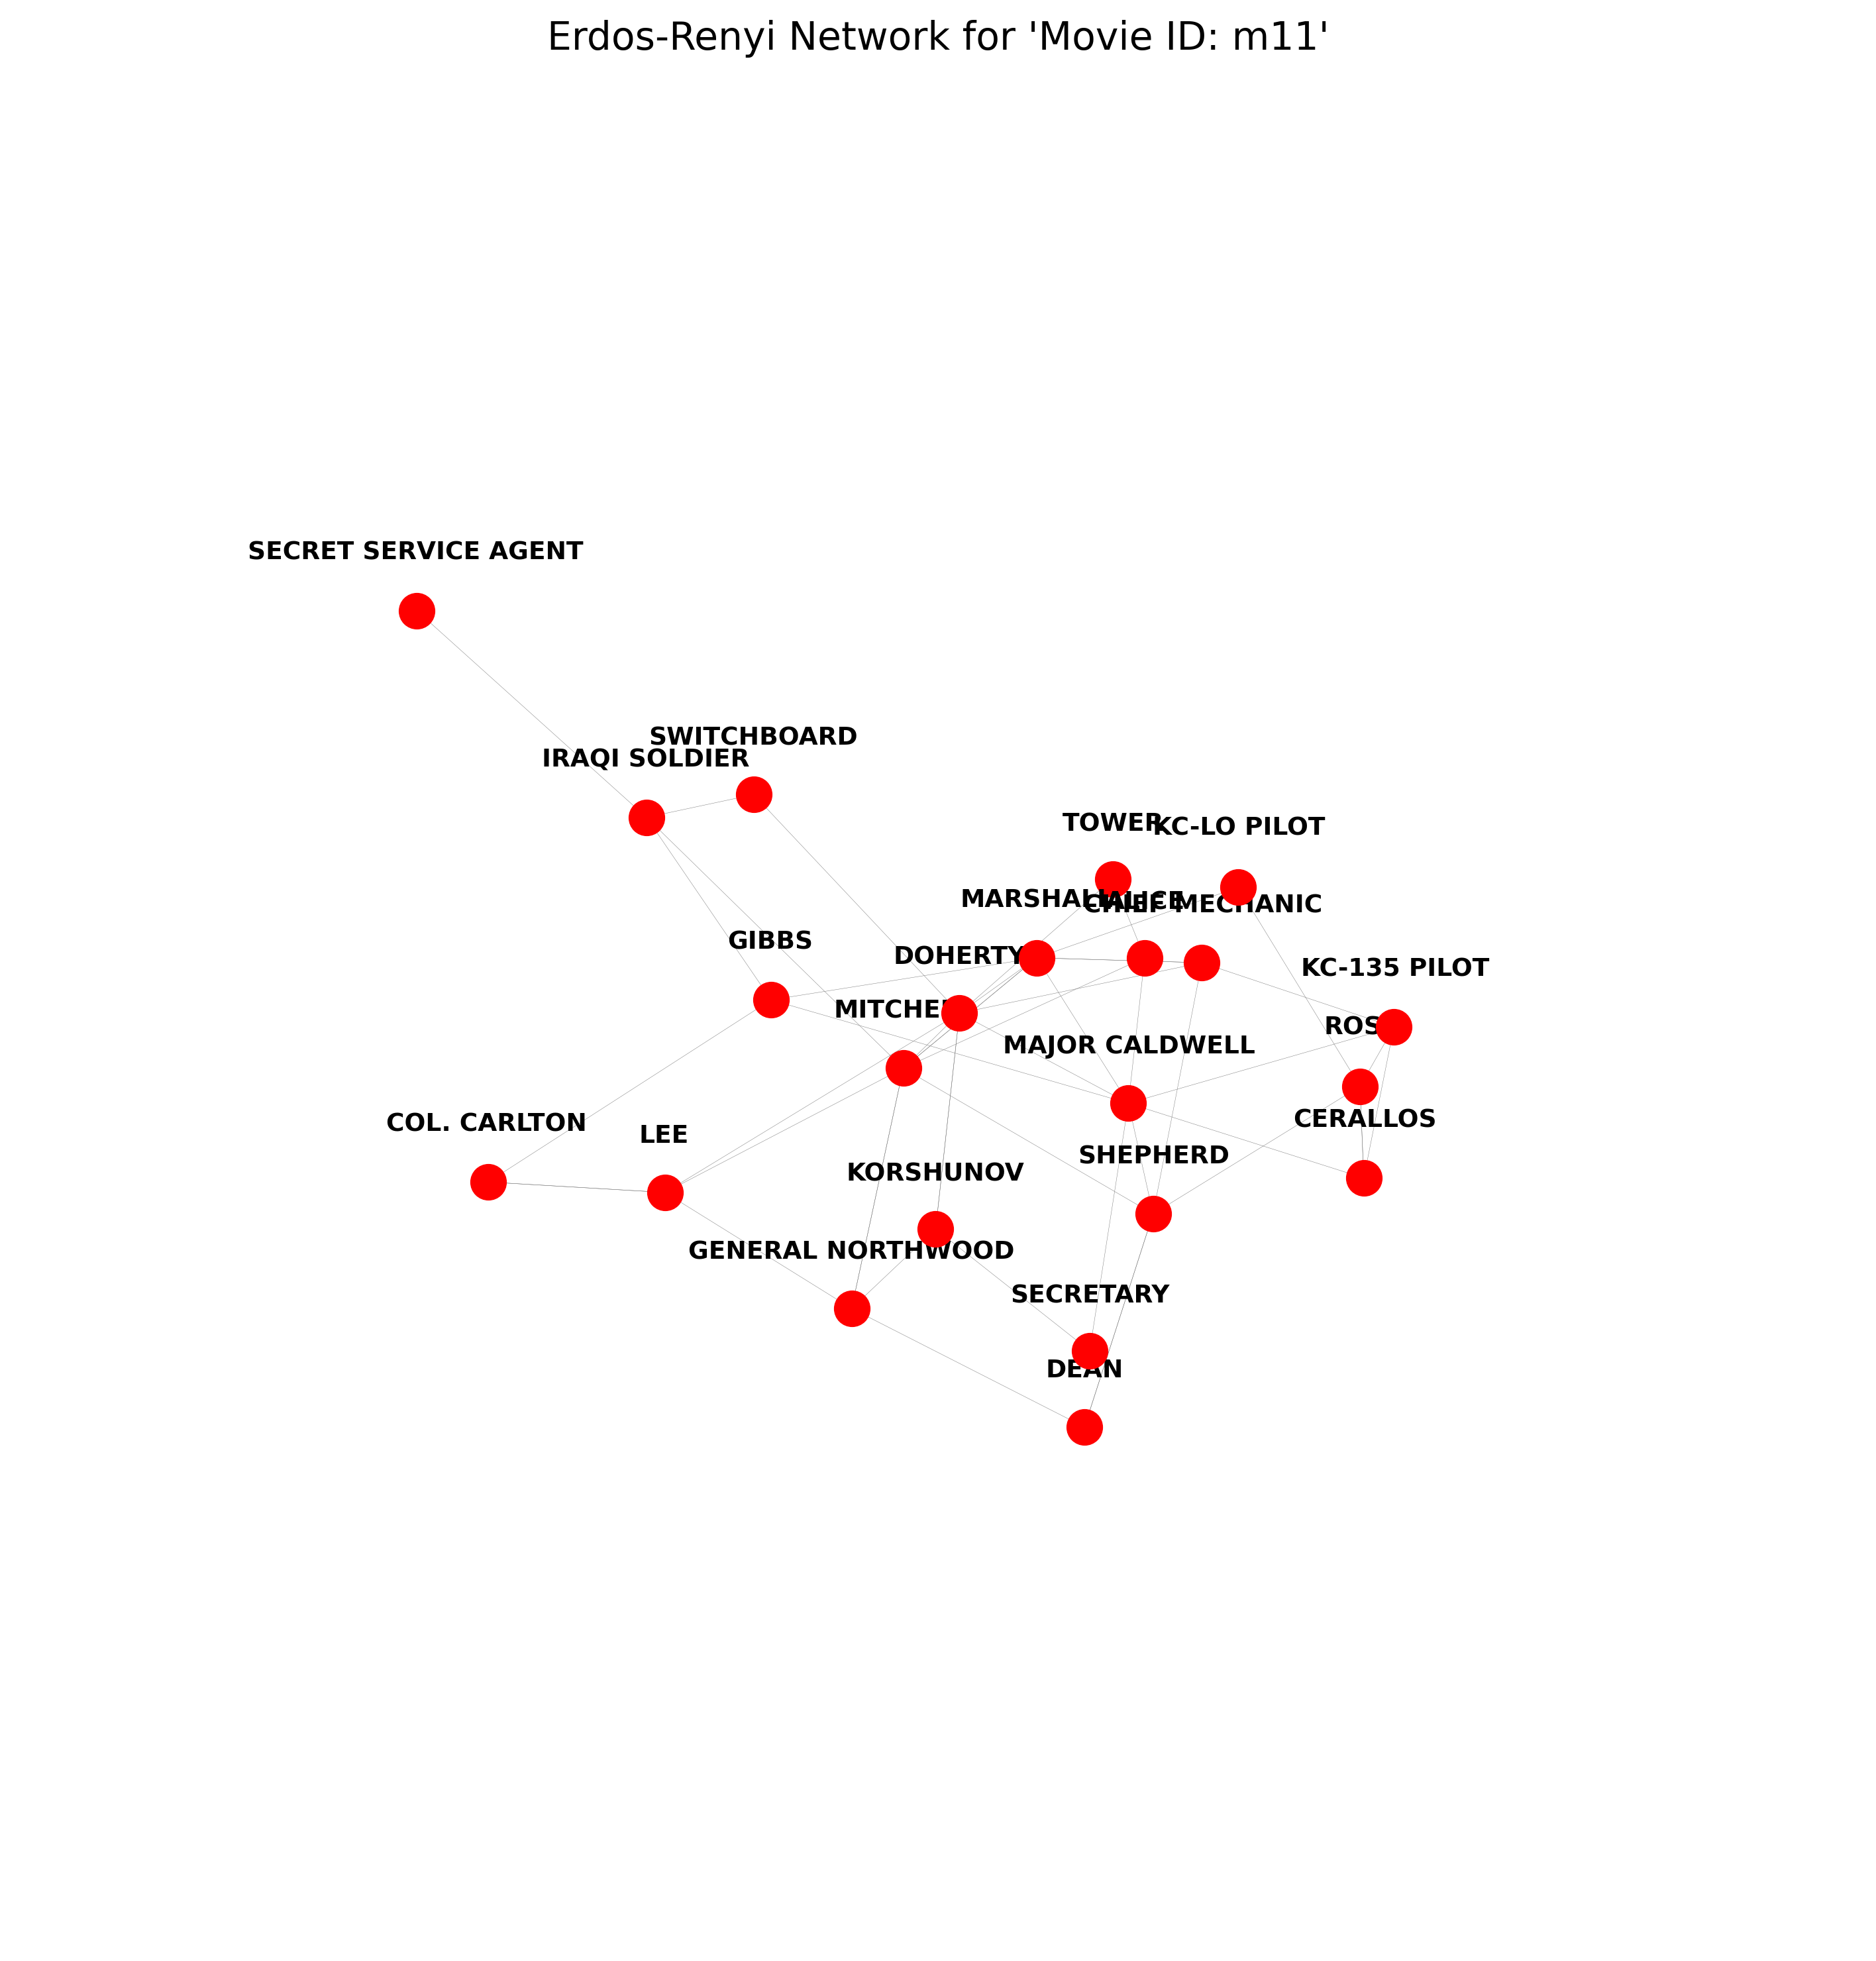 Erdos-Renyi Network for 'Movie ID: m11'
SECRET SERVICE AGENT
SWITCHBOARD
IRAQI SOLDIER
TOWER
KC-LO PILOT
MARSHALL
ALICE
CHIEF MECHANIC
GIBBS
DOHERTY
KC-135 PILOT
MITCHELL
ROSE
MAJOR CALDWELL
COL. CARLTON
CERALLOS
LEE
SHEPHERD
KORSHUNOV
GENERAL NORTHWOOD
SECRETARY
DEAN